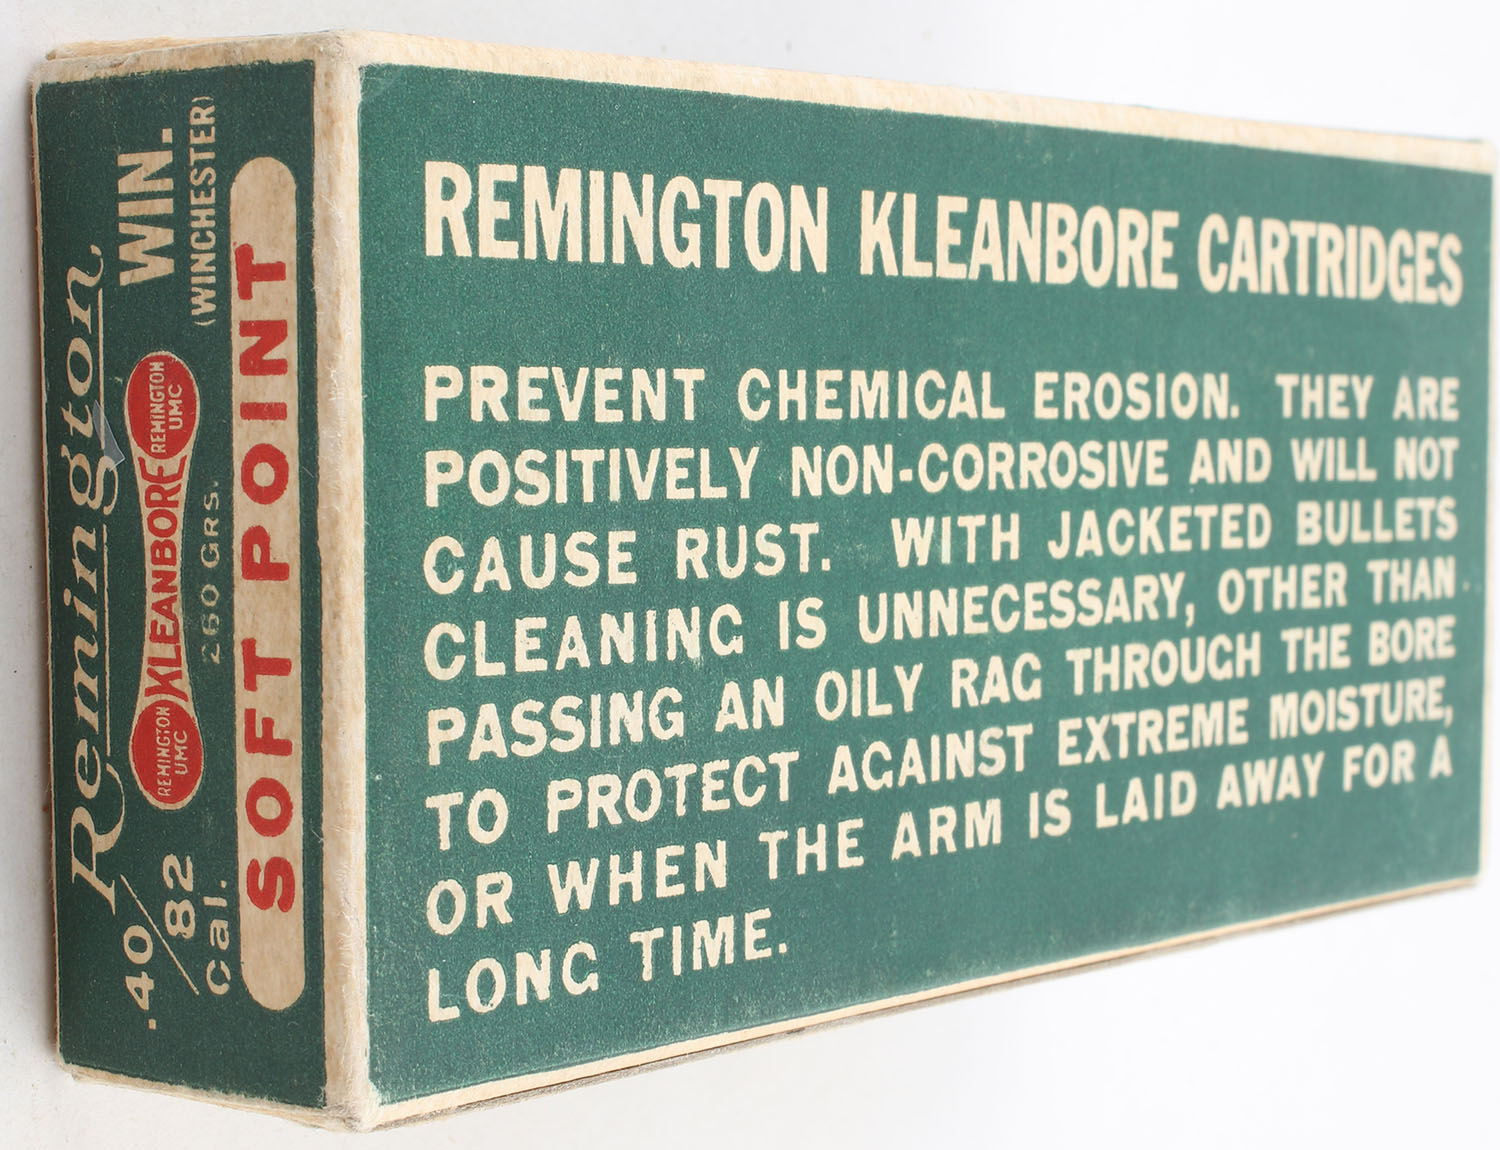 REMINGTON KLEANBORE CARTRIDGES
PREVENT CHEMICAL EROSION. THEY ARE
POSITIVELY NON-CORROSIVE AND WILL NOT
CAUSE RUST. WITH JACKETED BULLETS
CLEANING IS UNNECESSARY, OTHER THAN
PASSING AN OILY RAG THROUGH THE BORE
TO PROTECT AGAINST EXTREME MOISTURE,
OR WHEN THE ARM IS LAID AWAY FOR A
LONG TIME.
Remington
.40/82
Cal.
REMINGTON
UMC
KLEANBORE
REMINGTON
UMC
260 GRS.
WIN.
(WINCHESTER)
SOFT POINT